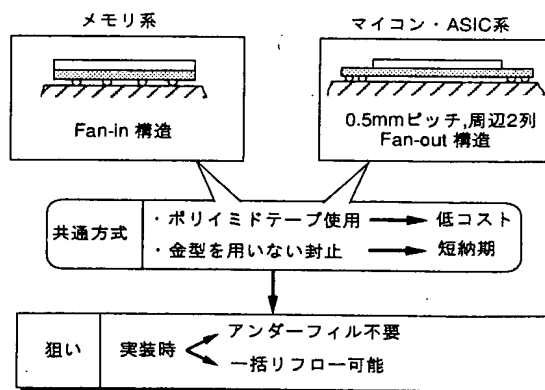 メモリ系
マイコン・ASIC系
Fan-in 構造
0.5mmピッチ,周辺2列
Fan-out 構造
共通方式
・ポリイミドテープ使用 → 低コスト
・金型を用いない封止 → 短納期
狙い
実装時
アンダーフィル不要
一括リフロー可能